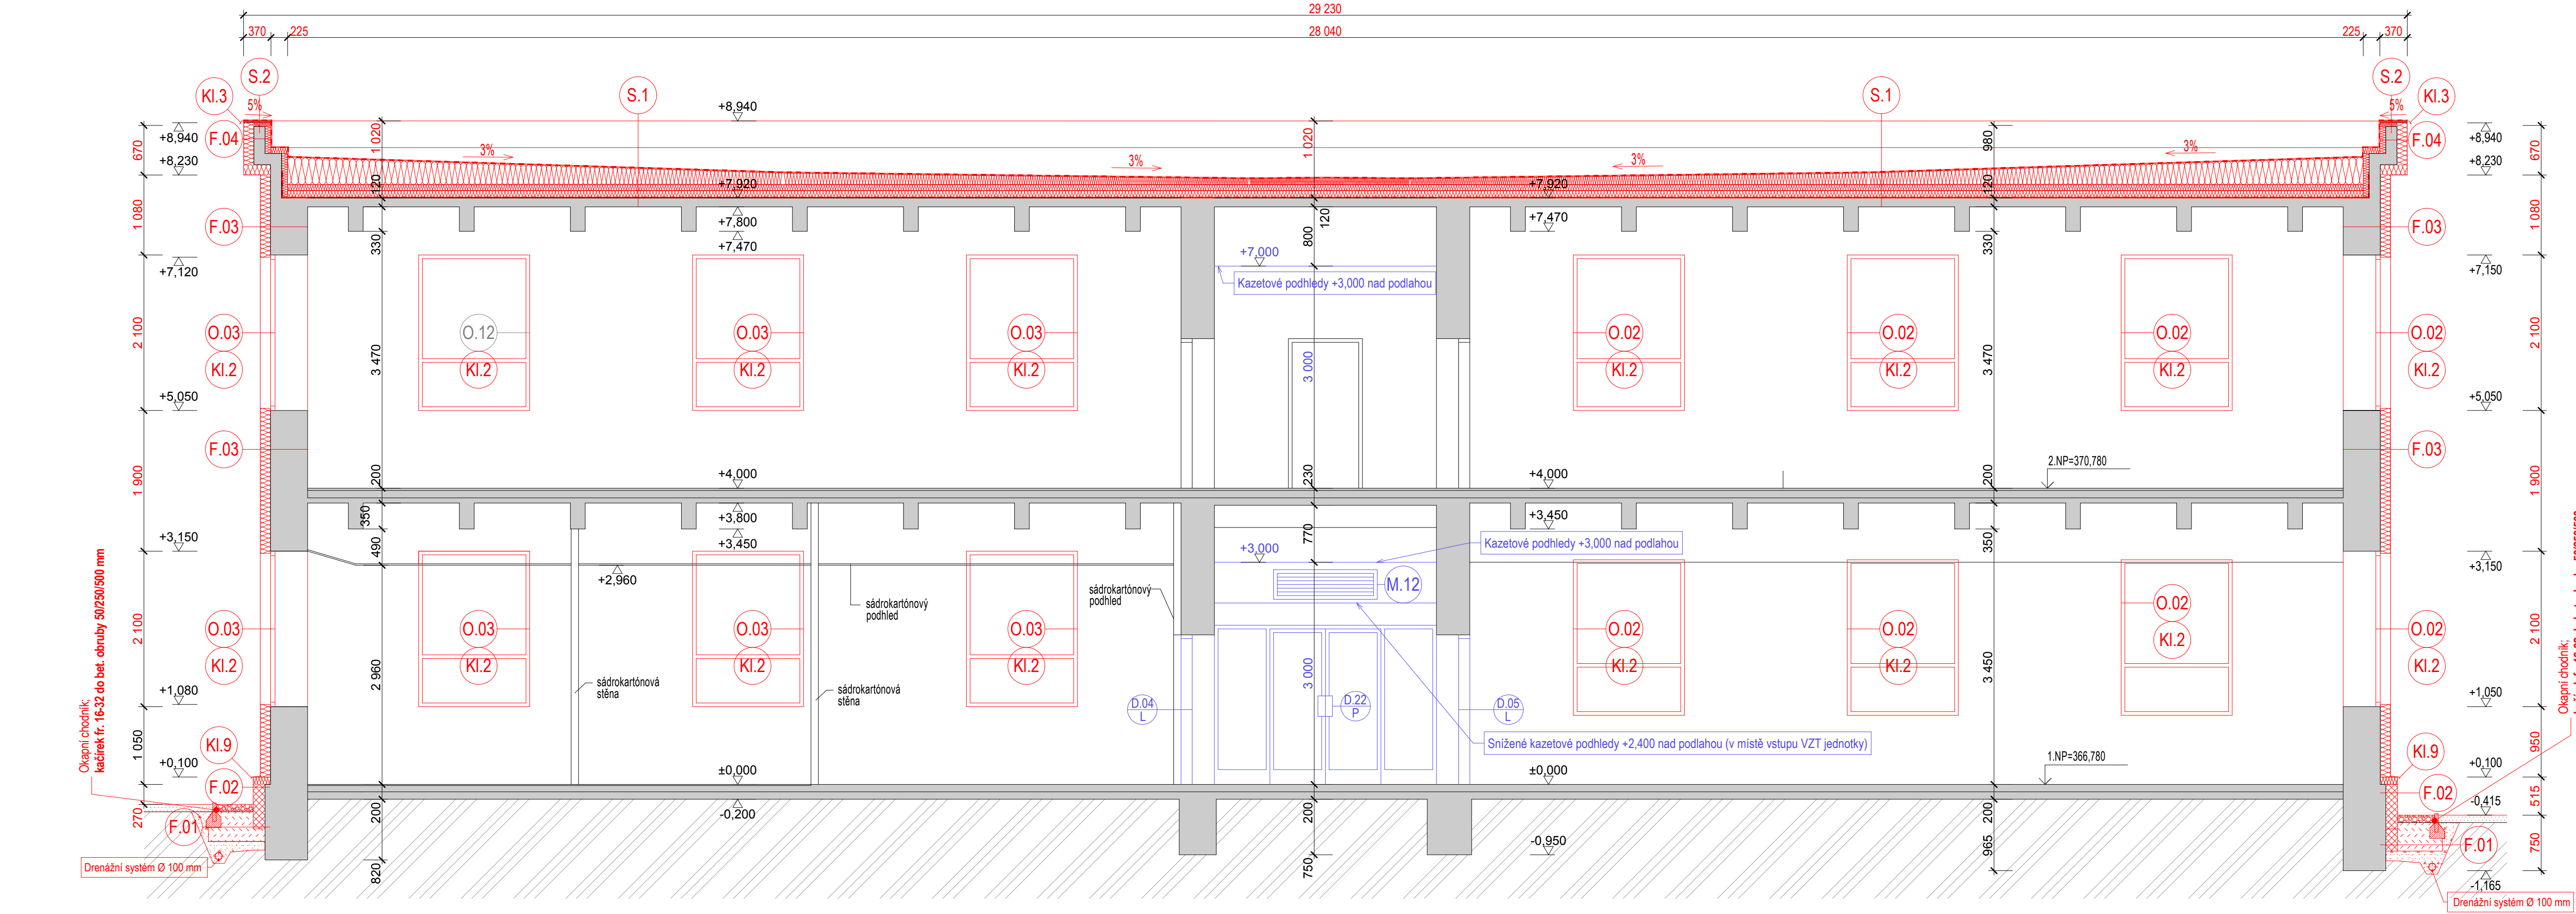 29 230
370
225
28 040
225
370
S.2
S.1
S.1
S.2
Kl.3
5%
+8,940
5%
Kl.3
+8,940
F.04
1 020
1 020
980
F.04
+8,940
670
+8,230
3%
3%
3%
3%
+8,230
670
120
+7,920
+7,920
120
1 080
F.03
+7,800
120
+7,470
F.03
1 080
330
+7,470
800
330
+7,120
+7,000
+7,150
Kazetové podhledy +3,000 nad podlahou
2 100
O.03
O.12
O.03
O.03
O.02
O.02
O.02
O.02
2 100
Kl.2
3 470
Kl.2
Kl.2
Kl.2
3 000
Kl.2
Kl.2
3 470
Kl.2
Kl.2
+5,050
+5,050
F.03
F.03
1 900
200
+4,000
230
+4,000
200
2.NP=370,780
1 900
350
+3,800
+3,450
+3,150
490
+3,450
770
Kazetové podhledy +3,000 nad podlahou
350
+3,150
+3,000
+2,960
M.12
sádrokartónový
podhled
sádrokartónový
podhled
2 100
O.03
O.03
O.03
O.03
O.02
O.02
O.02
O.02
2 100
Kl.2
2 960
Kl.2
Kl.2
Kl.2
3 000
Kl.2
Kl.2
3 450
Kl.2
Kl.2
sádrokartónová
stěna
sádrokartónová
stěna
D.04
L
D.22
P
D.05
L
+1,080
+1,050
Okapní chodník;
kačírek fr. 16-32 do bet. obruby 50/250/500 mm
Okapní chodník;
1 050
Kl.9
Snížené kazetové podhledy +2,400 nad podlahou (v místě vstupu VZT jednotky)
Kl.9
950
+0,100
±0,000
±0,000
1.NP=366,780
+0,100
F.02
F.02
270
F.01
200
-0,200
200
200
-0,415
515
-0,950
965
F.01
750
Drenážní systém Ø 100 mm
820
750
-1,165
Drenážní systém Ø 100 mm